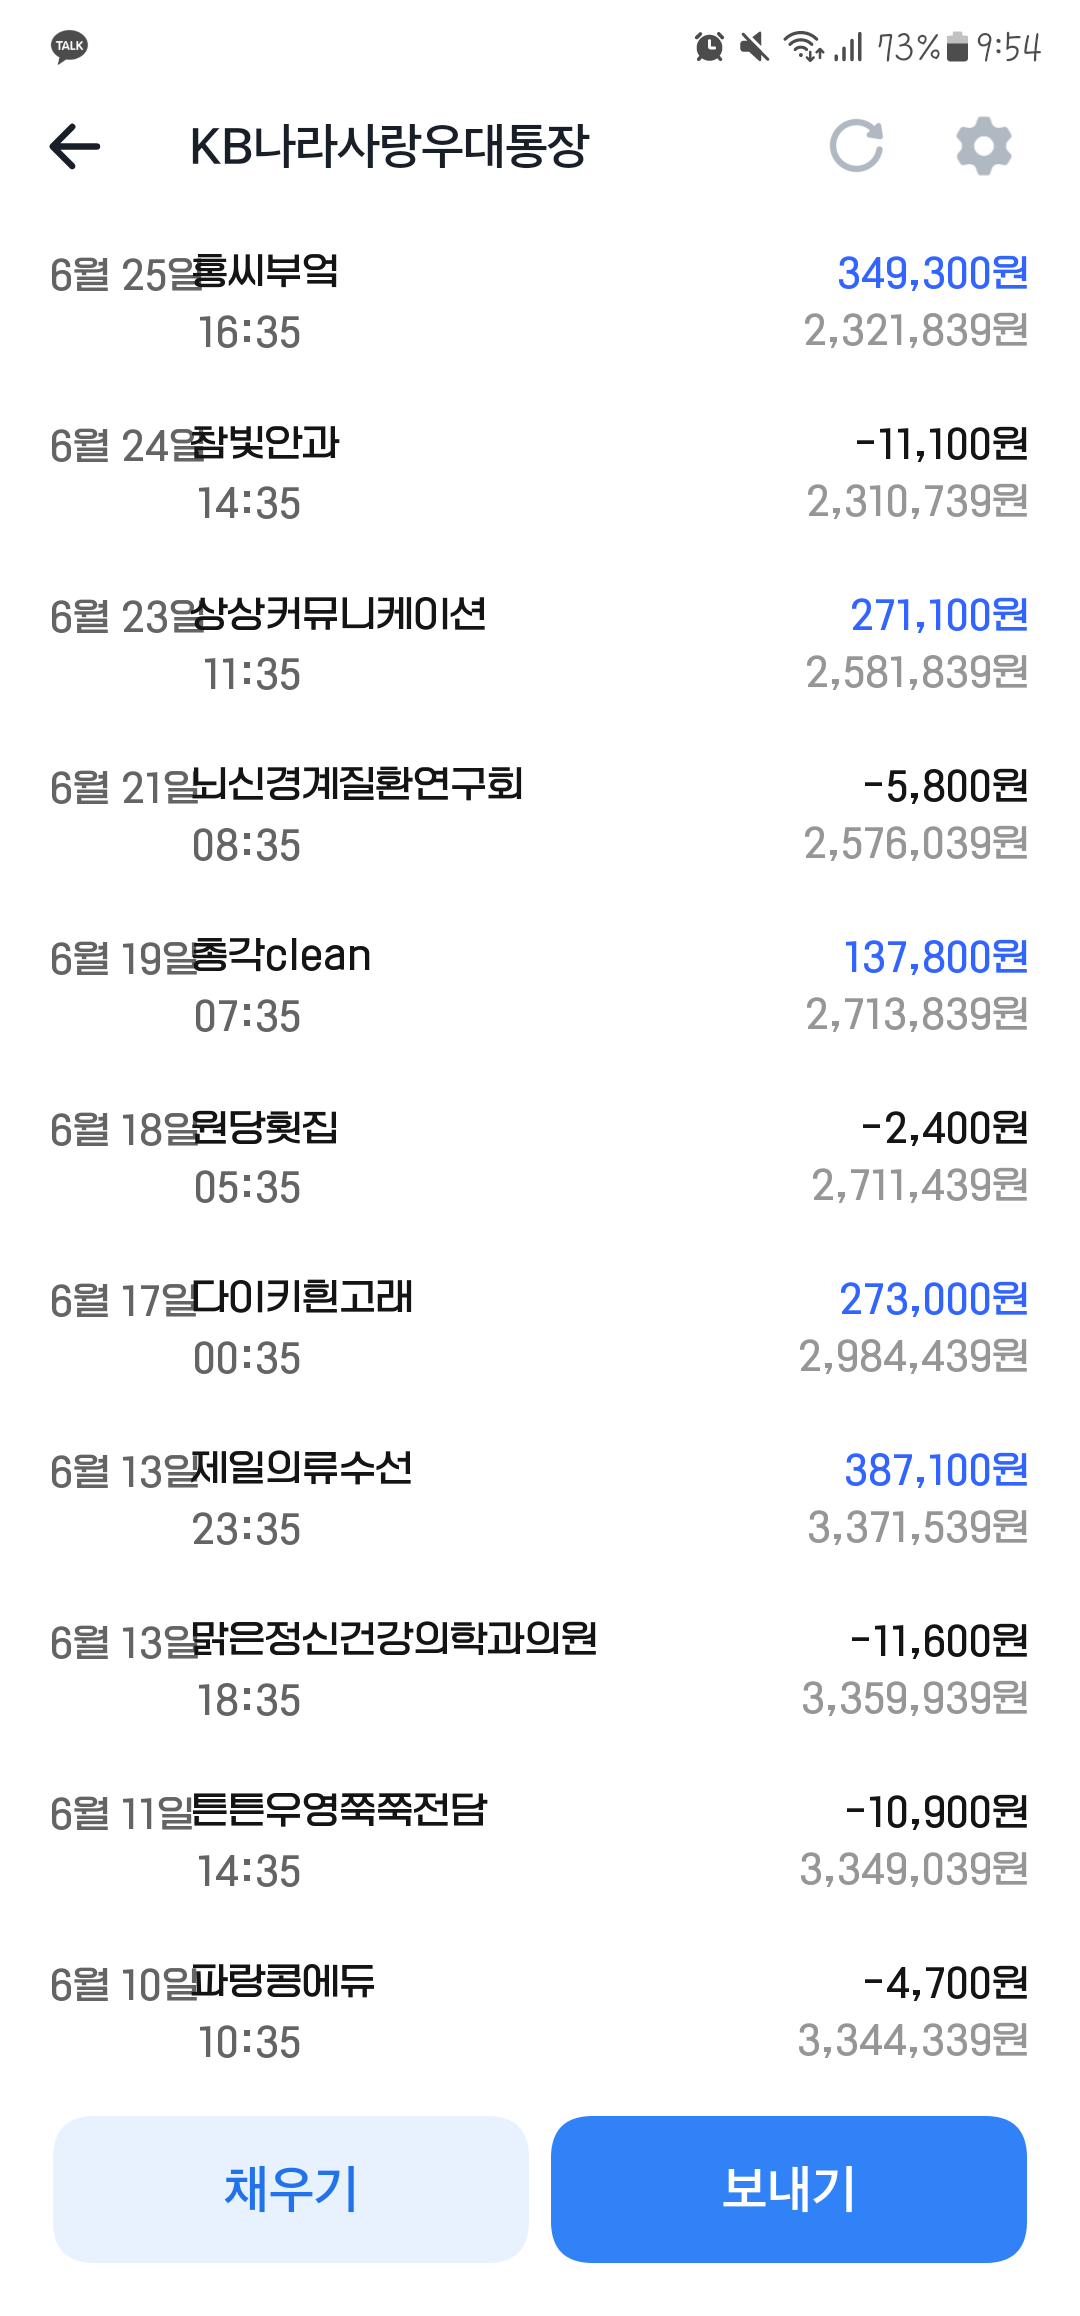 TALK 73% 9:54
KB나라사랑우대통장
6월 25일 홍씨부엌 349,300원
16:35 2,321,839원
6월 24일 참빛안과 -11,100원
14:35 2,310,739원
6월 23일 상상커뮤니케이션 271,100원
11:35 2,581,839원
6월 21일 뇌신경계질환연구회 -5,800원
08:35 2,576,039원
6월 19일 총각clean 137,800원
07:35 2,713,839원
6월 18일 원당횟집 -2,400원
05:35 2,711,439원
6월 17일 다이키흰고래 273,000원
00:35 2,984,439원
6월 13일 제일의류수선 387,100원
23:35 3,371,539원
6월 13일 맑은정신건강의학과의원 -11,600원
18:35 3,359,939원
6월 11일 튼튼우영쭉쭉전담 -10,900원
14:35 3,349,039원
6월 10일 파랑콩에듀 -4,700원
10:35 3,344,339원
채우기 보내기